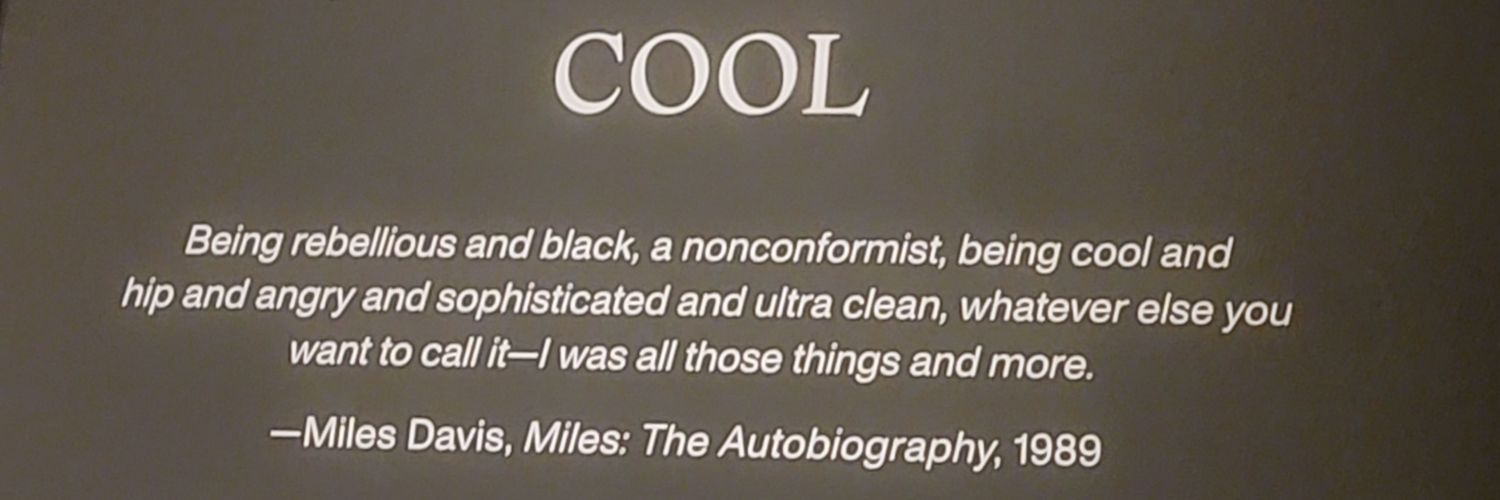 COOL
Being rebellious and black, a nonconformist, being cool and
hip and angry and sophisticated and ultra clean, whatever else you
want to call it—I was all those things and more.
—Miles Davis, Miles: The Autobiography, 1989